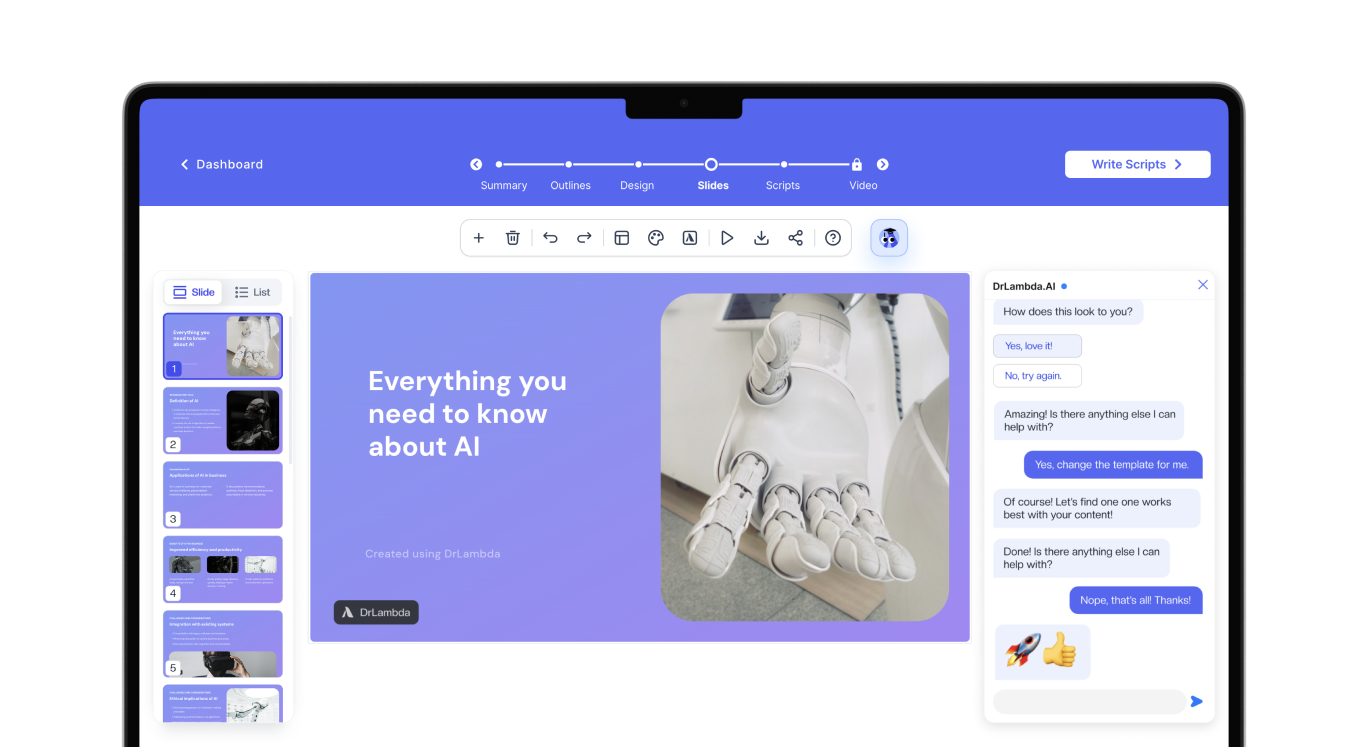 Dashboard
Summary
Outlines
Design
Slides
Scripts
Video
Write Scripts
Slide
List
Everything you
need to know
about AI
1
Definition of AI
2
Applications of AI in business
3
Improved efficiency and productivity
4
Integration with existing systems
5
Ethical implications of AI
Everything you
need to know
about AI
Created using DrLambda
DrLambda
DrLambda.AI
How does this look to you?
Yes, love it!
No, try again.
Amazing! Is there anything else I can
help with?
Yes, change the template for me.
Of course! Let's find one one works
best with your content!
Done! Is there anything else I can
help with?
Nope, that's all! Thanks!